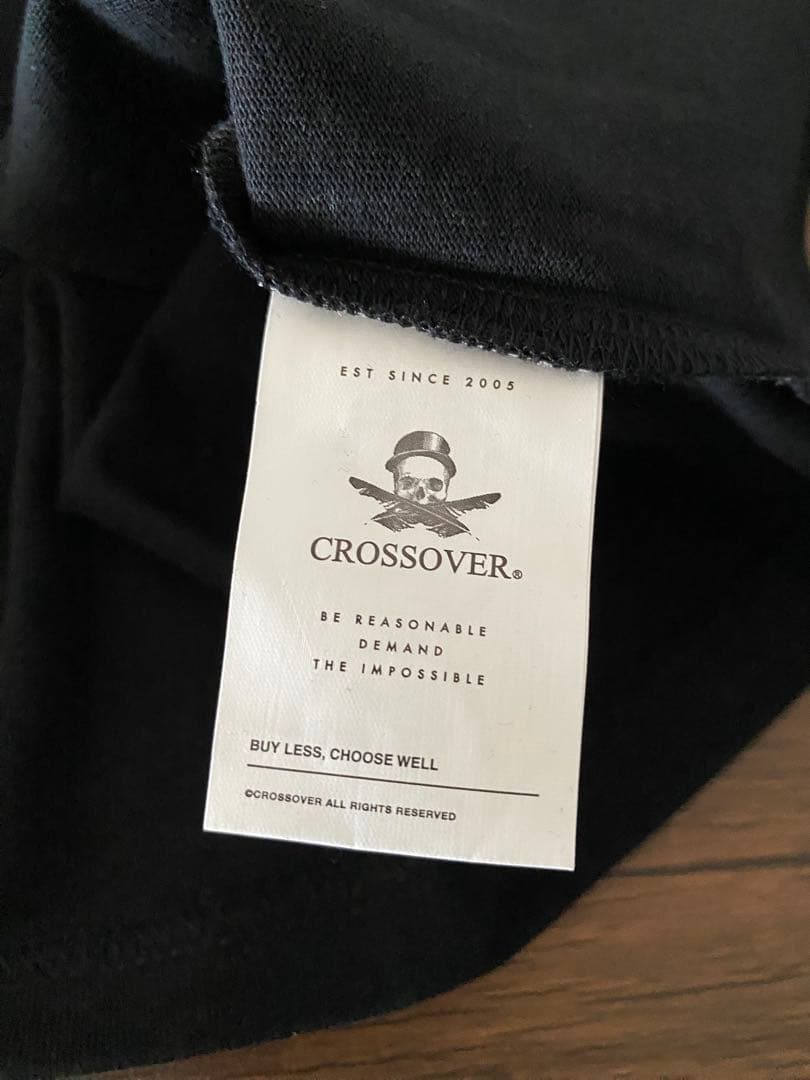 EST SINCE 2005
CROSSOVER®
BE REASONABLE
DEMAND
THE IMPOSSIBLE
BUY LESS, CHOOSE WELL
©CROSSOVER ALL RIGHTS RESERVED